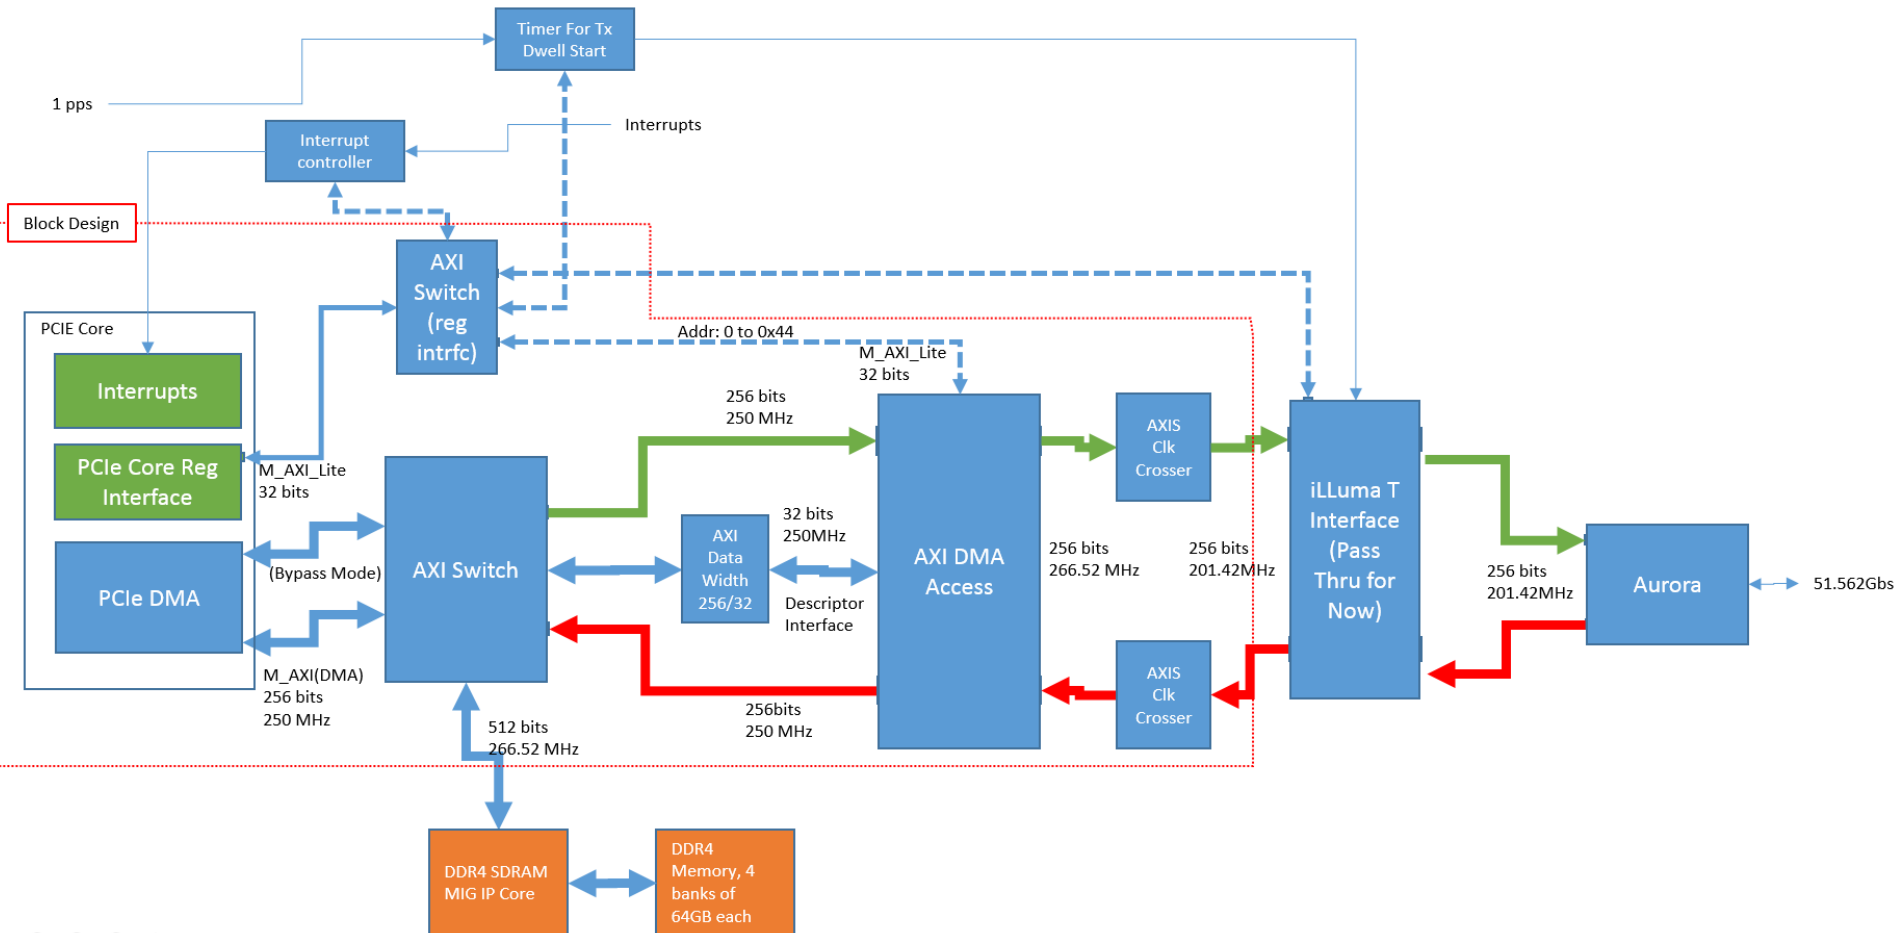 Timer For Tx
Dwell Start
1 pps
Interrupts
Interrupt
controller
Block Design
AXI
Switch
(reg
intrfc)
PCIE Core
Interrupts
PCIe Core Reg
Interface
M_AXI_Lite
32 bits
PCIe DMA
(Bypass Mode)
M_AXI(DMA)
256 bits
250 MHz
AXI Switch
512 bits
266.52 MHz
Addr: 0 to 0x44
M_AXI_Lite
32 bits
256 bits
250 MHz
AXI
Data
Width
256/32
32 bits
250MHz
Descriptor
Interface
256bits
250 MHz
AXI DMA
Access
256 bits
266.52 MHz
AXIS
Clk
Crosser
AXIS
Clk
Crosser
256 bits
201.42MHz
iLLuma T
Interface
(Pass
Thru for
Now)
256 bits
201.42MHz
Aurora
51.562Gbs
DDR4 SDRAM
MIG IP Core
DDR4
Memory, 4
banks of
64GB each